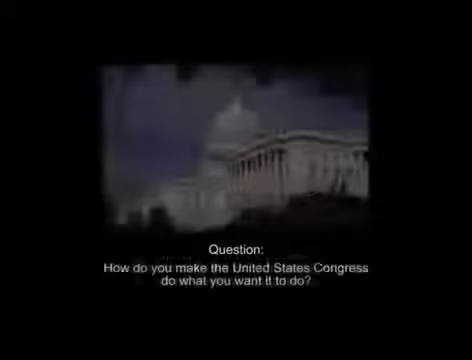 Question:
How do you make the United States Congress
do what you want it to do?